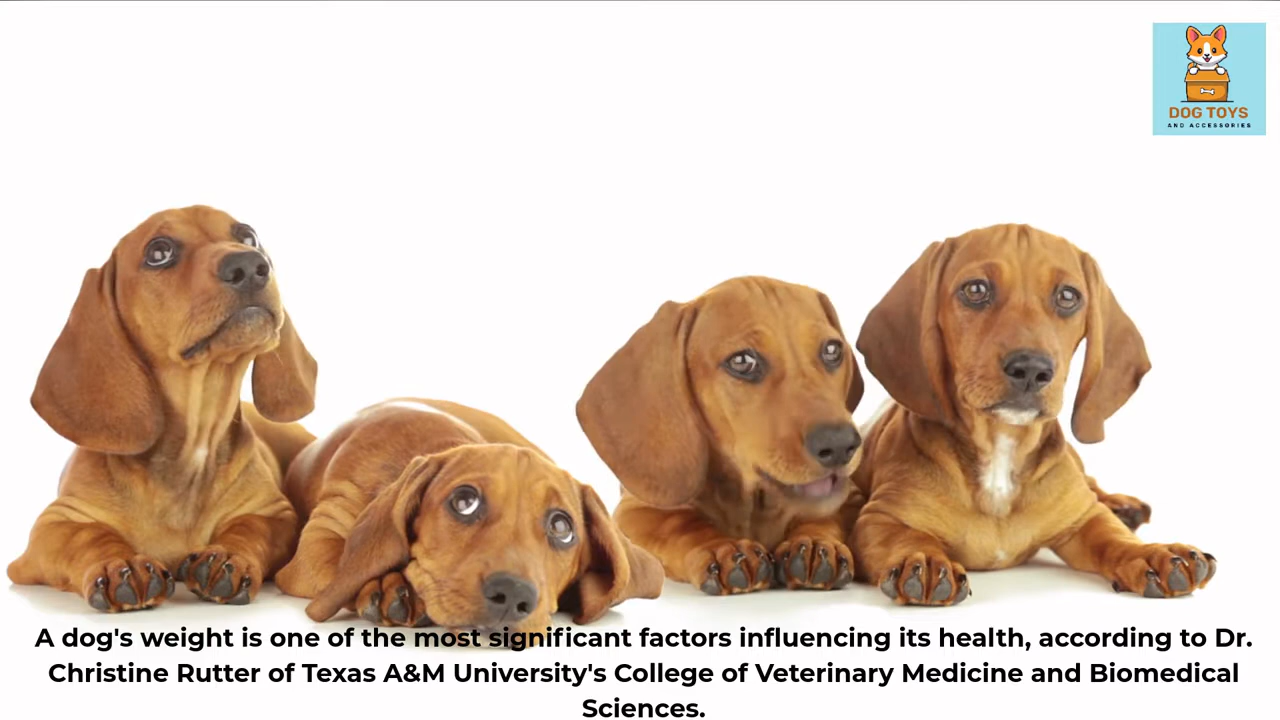 DOG TOYS
AND ACCESSORIES
A dog's weight is one of the most significant factors influencing its health, according to Dr.
Christine Rutter of Texas A&M University's College of Veterinary Medicine and Biomedical
Sciences.